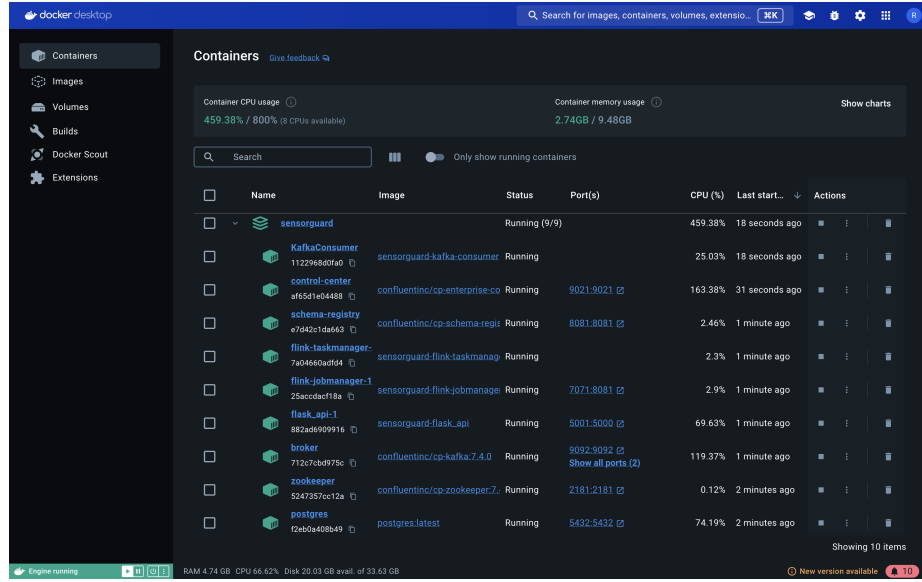 docker desktop
Search for images, containers, volumes, extensio... ⌘K
R
Containers
Images
Volumes
Builds
Docker Scout
Extensions
Containers Give feedback
Container CPU usage
459.38% / 800% (8 CPUs available)
Container memory usage
2.74GB / 9.48GB
Show charts
Search
Only show running containers
Name Image Status Port(s) CPU (%) Last start... Actions
sensorguard Running (9/9) 459.38% 18 seconds ago
KafkaConsumer
1122968d0fa0
sensorguard-kafka-consumer Running 25.03% 18 seconds ago
control-center
af65d1e04488
confluentinc/cp-enterprise-co Running 9021:9021 163.38% 31 seconds ago
schema-registry
e7d42c1da663
confluentinc/cp-schema-regis Running 8081:8081 2.46% 1 minute ago
flink-taskmanager-
7a04660adfd4
sensorguard-flink-taskmanag Running 2.3% 1 minute ago
flink-jobmanager-1
25accdacf18a
sensorguard-flink-jobmanage Running 7071:8081 2.9% 1 minute ago
flask_api-1
882ad6909916
sensorguard-flask_api Running 5001:5000 69.63% 1 minute ago
broker
712c7cbd975c
confluentinc/cp-kafka:7.4.0 Running 9092:9092 119.37% 1 minute ago
Show all ports (2)
zookeeper
5247357cc12a
confluentinc/cp-zookeeper:7. Running 2181:2181 0.12% 2 minutes ago
postgres
f2eb0a408b49
postgres:latest Running 5432:5432 74.19% 2 minutes ago
Showing 10 items
Engine running
RAM 4.74 GB CPU 66.62% Disk 20.03 GB avail. of 33.63 GB
New version available
10